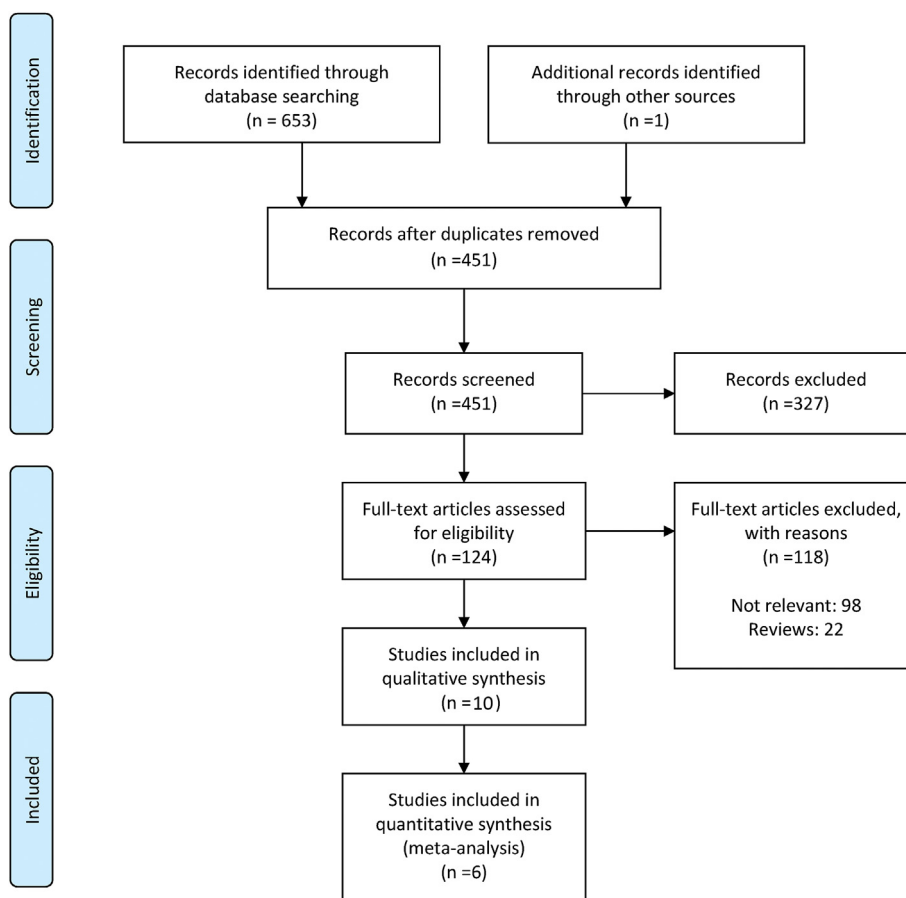 Identification
Records identified through
database searching
(n = 653)
Additional records identified
through other sources
(n =1)
Records after duplicates removed
(n =451)
Screening
Records screened
(n =451)
Records excluded
(n =327)
Eligibility
Full-text articles assessed
for eligibility
(n =124)
Full-text articles excluded,
with reasons
(n =118)
Not relevant: 98
Reviews: 22
Studies included in
qualitative synthesis
(n =10)
Included
Studies included in
quantitative synthesis
(meta-analysis)
(n =6)